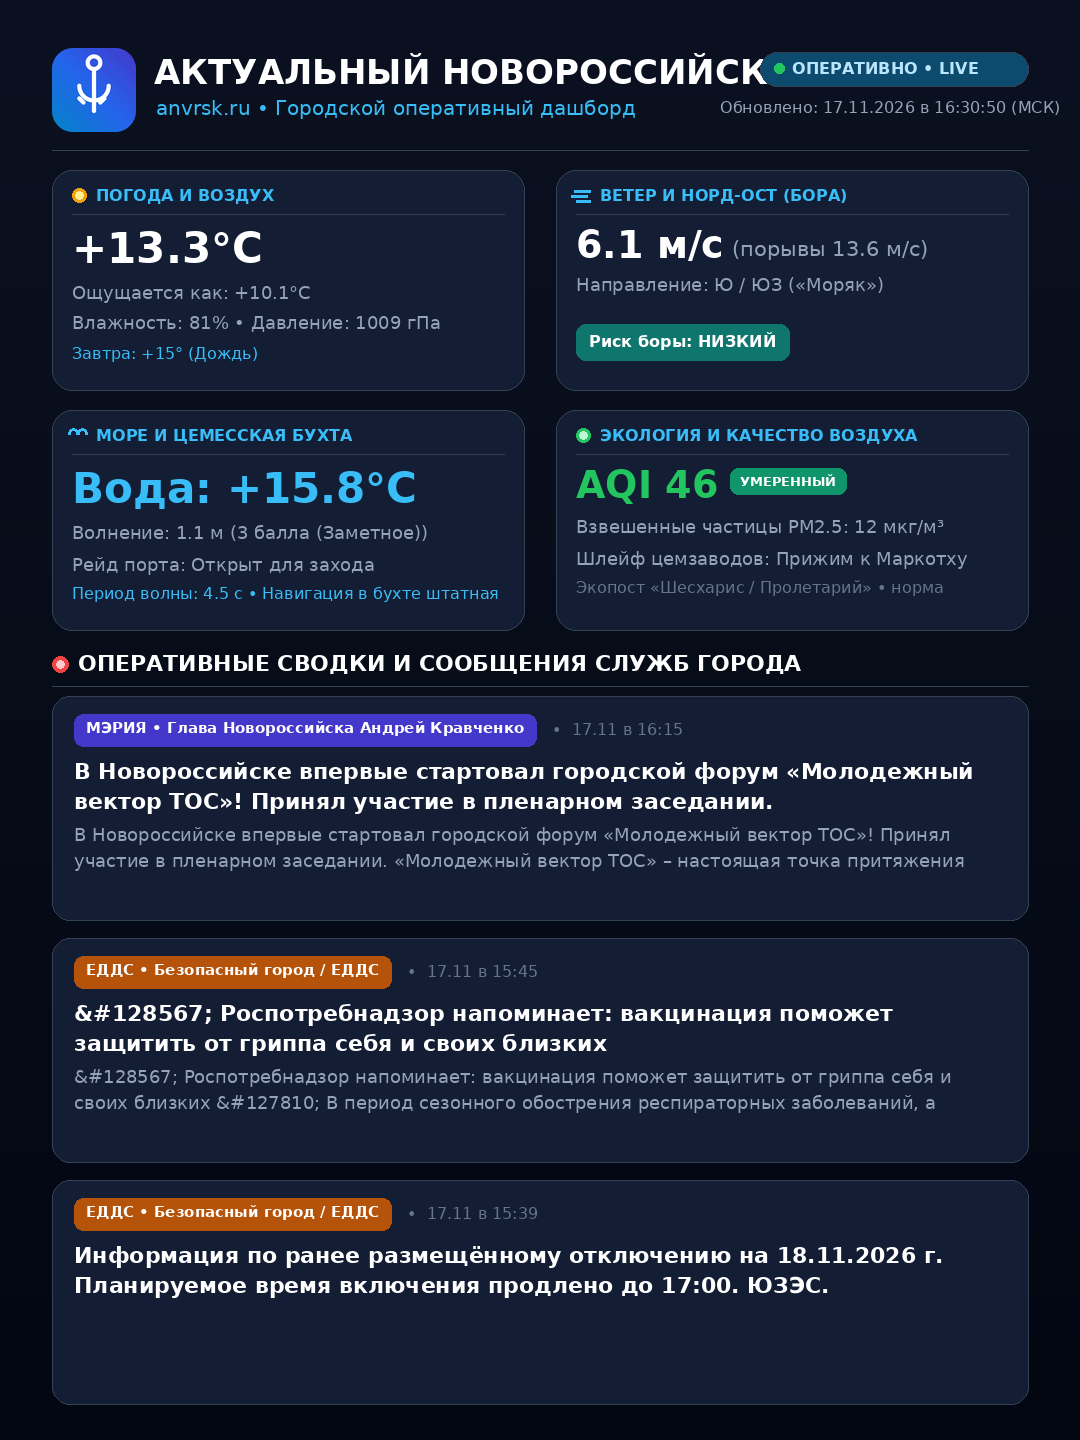 АКТУАЛЬНЫЙ НОВОРОССИЙСК
ОПЕРАТИВНО • LIVE
anvrsk.ru • Городской оперативный дашборд
Обновлено: 17.11.2026 в 16:30:50 (МСК)
ПОГОДА И ВОЗДУХ
+13.3°C
Ощущается как: +10.1°C
Влажность: 81% • Давление: 1009 гПа
Завтра: +15° (Дождь)
ВЕТЕР И НОРД-ОСТ (БОРА)
6.1 м/с (порывы 13.6 м/с)
Направление: Ю / ЮЗ («Моряк»)
Риск боры: НИЗКИЙ
МОРЕ И ЦЕМЕССКАЯ БУХТА
Вода: +15.8°C
Волнение: 1.1 м (3 балла (Заметное))
Рейд порта: Открыт для захода
Период волны: 4.5 с • Навигация в бухте штатная
ЭКОЛОГИЯ И КАЧЕСТВО ВОЗДУХА
AQI 46 УМЕРЕННЫЙ
Взвешенные частицы PM2.5: 12 мкг/м³
Шлейф цемзаводов: Прижим к Маркотху
Экопост «Шесхарис / Пролетарий» • норма
ОПЕРАТИВНЫЕ СВОДКИ И СООБЩЕНИЯ СЛУЖБ ГОРОДА
МЭРИЯ • Глава Новороссийска Андрей Кравченко • 17.11 в 16:15
В Новороссийске впервые стартовал городской форум «Молодежный
вектор ТОС»! Принял участие в пленарном заседании.
В Новороссийске впервые стартовал городской форум «Молодежный вектор ТОС»! Принял
участие в пленарном заседании. «Молодежный вектор ТОС» – настоящая точка притяжения
ЕДДС • Безопасный город / ЕДДС • 17.11 в 15:45
&#128567; Роспотребнадзор напоминает: вакцинация поможет
защитить от гриппа себя и своих близких
&#128567; Роспотребнадзор напоминает: вакцинация поможет защитить от гриппа себя и
своих близких &#127810; В период сезонного обострения респираторных заболеваний, а
ЕДДС • Безопасный город / ЕДДС • 17.11 в 15:39
Информация по ранее размещённому отключению на 18.11.2026 г.
Планируемое время включения продлено до 17:00. ЮЗЭС.